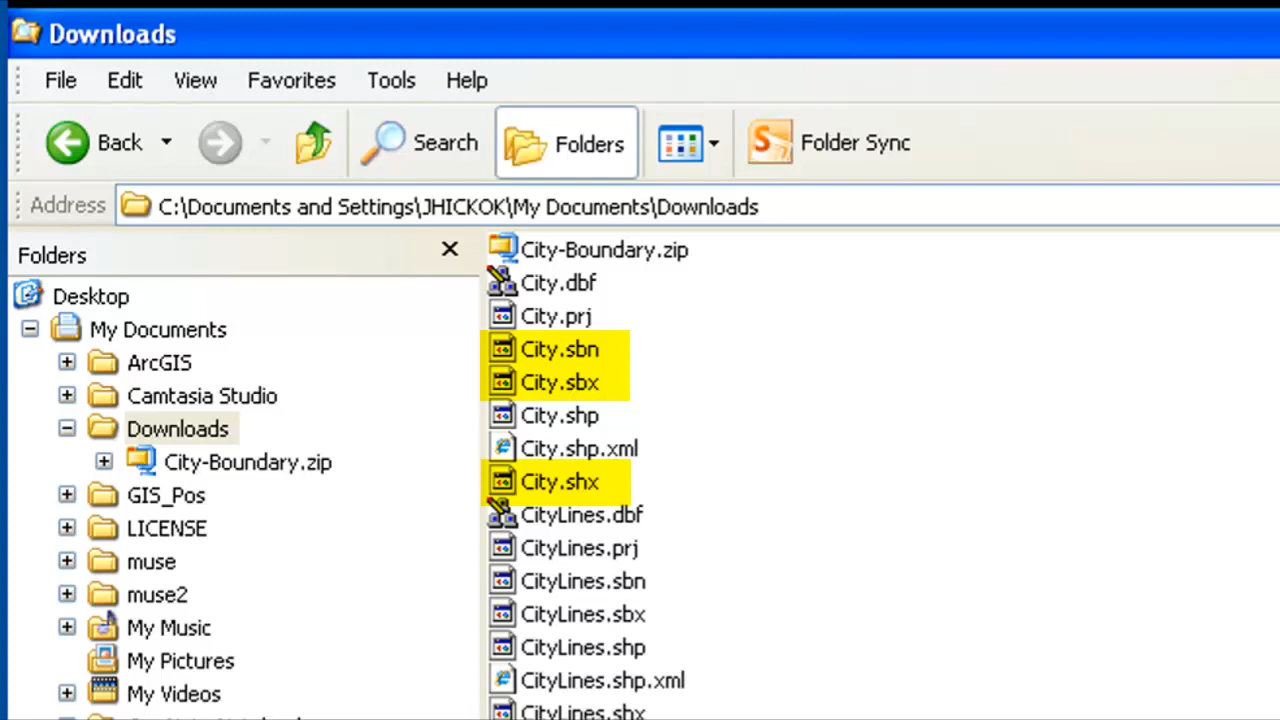 Downloads
File Edit View Favorites Tools Help
Back Search Folders Folder Sync
Address C:\Documents and Settings\JHICKOK\My Documents\Downloads
Folders
Desktop
My Documents
ArcGIS
Camtasia Studio
Downloads
City-Boundary.zip
GIS_Pos
LICENSE
muse
muse2
My Music
My Pictures
My Videos
City-Boundary.zip
City.dbf
City.prj
City.sbn
City.sbx
City.shp
City.shp.xml
City.shx
CityLines.dbf
CityLines.prj
CityLines.sbn
CityLines.sbx
CityLines.shp
CityLines.shp.xml
CityLines.shx